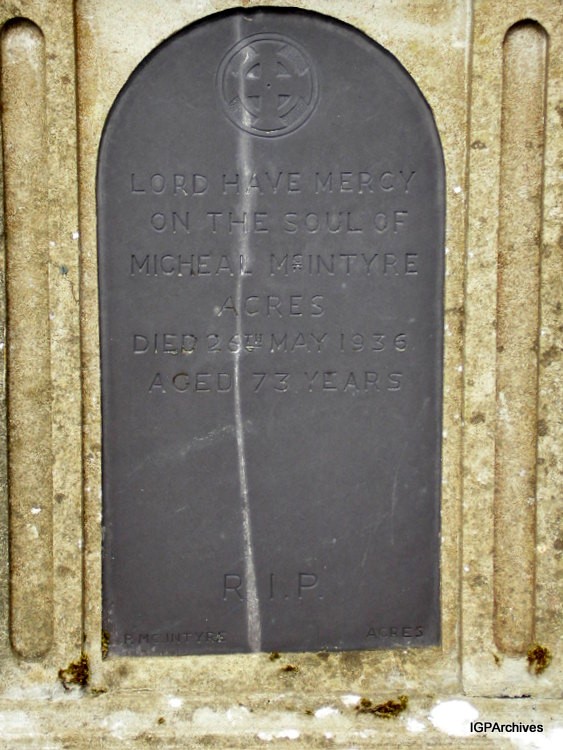 LORD HAVE MERCY
ON THE SOUL OF
MICHEAL McINTYRE
ACRES
DIED 26TH MAY 1936
AGED 73 YEARS
R.I.P.
P. McINTYRE ACRES
IGPArchives